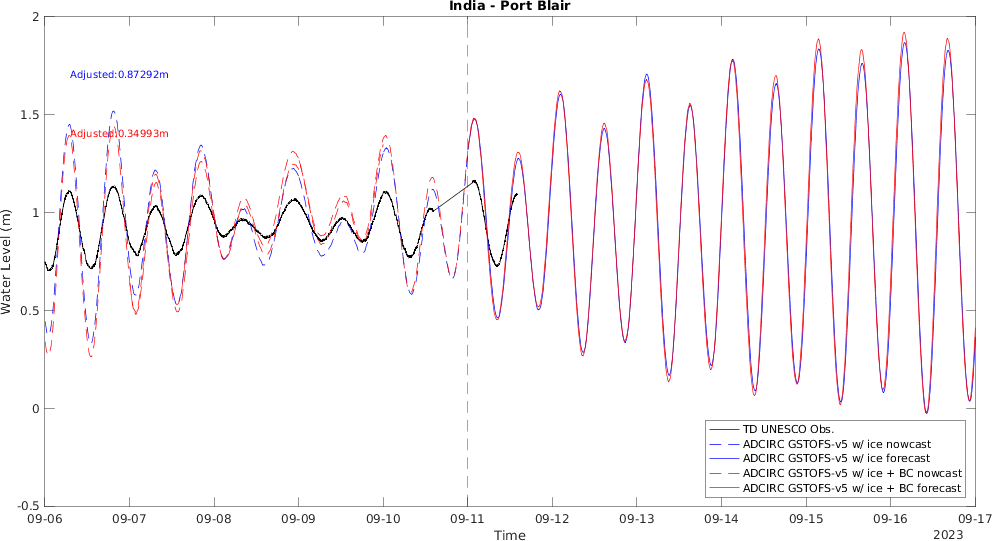 India - Port Blair
2
1.5
1
0.5
0
-0.5
Water Level (m)
Adjusted:0.87292m
Adjusted:0.34993m
TD UNESCO Obs.
ADCIRC GSTOFS-v5 w/ ice nowcast
ADCIRC GSTOFS-v5 w/ ice forecast
ADCIRC GSTOFS-v5 w/ ice + BC nowcast
ADCIRC GSTOFS-v5 w/ ice + BC forecast
09-06 09-07 09-08 09-09 09-10 09-11 09-12 09-13 09-14 09-15 09-16 09-17
Time
2023